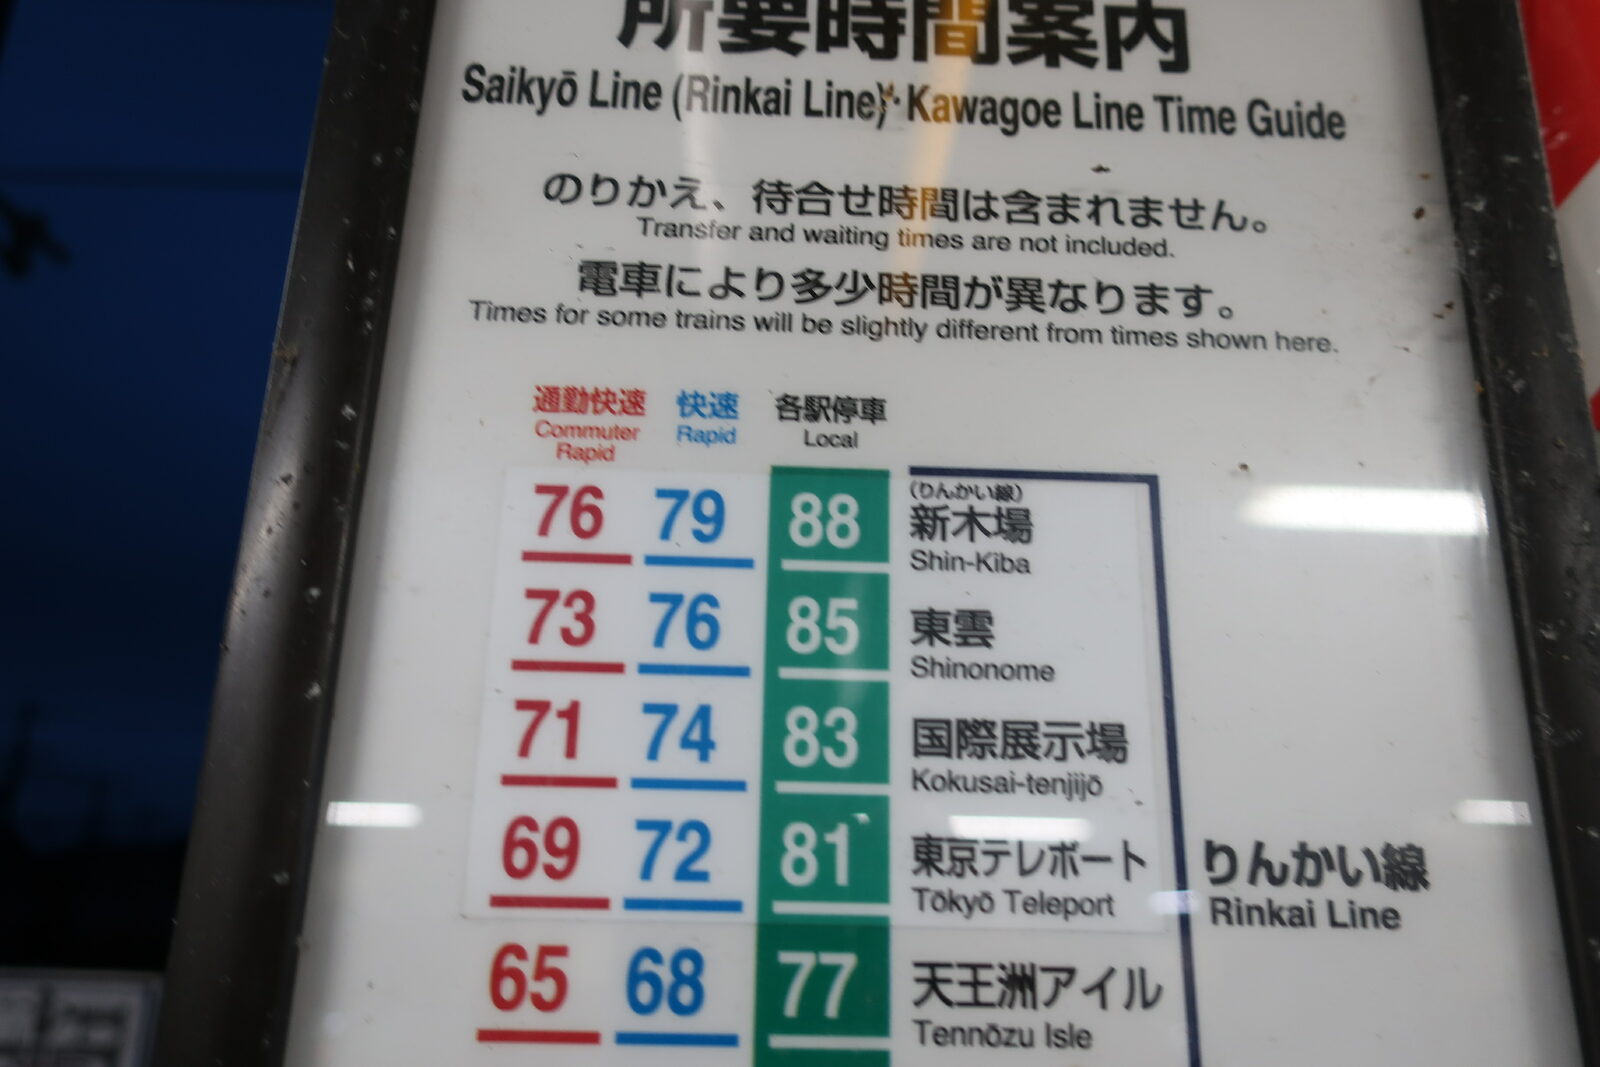 所要時間案内
Saikyō Line (Rinkai Line)・Kawagoe Line Time Guide
のりかえ、待合せ時間は含まれません。
Transfer and waiting times are not included.
電車により多少時間が異なります。
Times for some trains will be slightly different from times shown here.
通勤快速 快速 各駅停車
Commuter Rapid Local
Rapid
(りんかい線)
76 79 88 新木場
Shin-Kiba
73 76 85 東雲
Shinonome
71 74 83 国際展示場
Kokusai-tenjijō
69 72 81 東京テレポート りんかい線
Tōkyō Teleport Rinkai Line
65 68 77 天王洲アイル
Tennōzu Isle